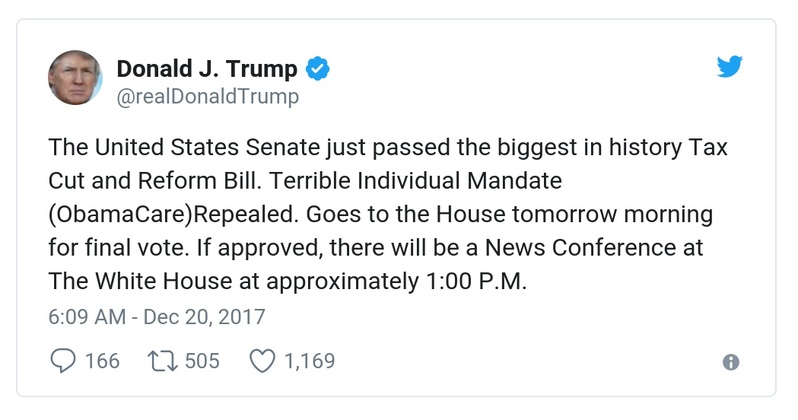 Donald J. Trump
@realDonaldTrump
The United States Senate just passed the biggest in history Tax
Cut and Reform Bill. Terrible Individual Mandate
(ObamaCare)Repealed. Goes to the House tomorrow morning
for final vote. If approved, there will be a News Conference at
The White House at approximately 1:00 P.M.
6:09 AM - Dec 20, 2017
166 505 1,169